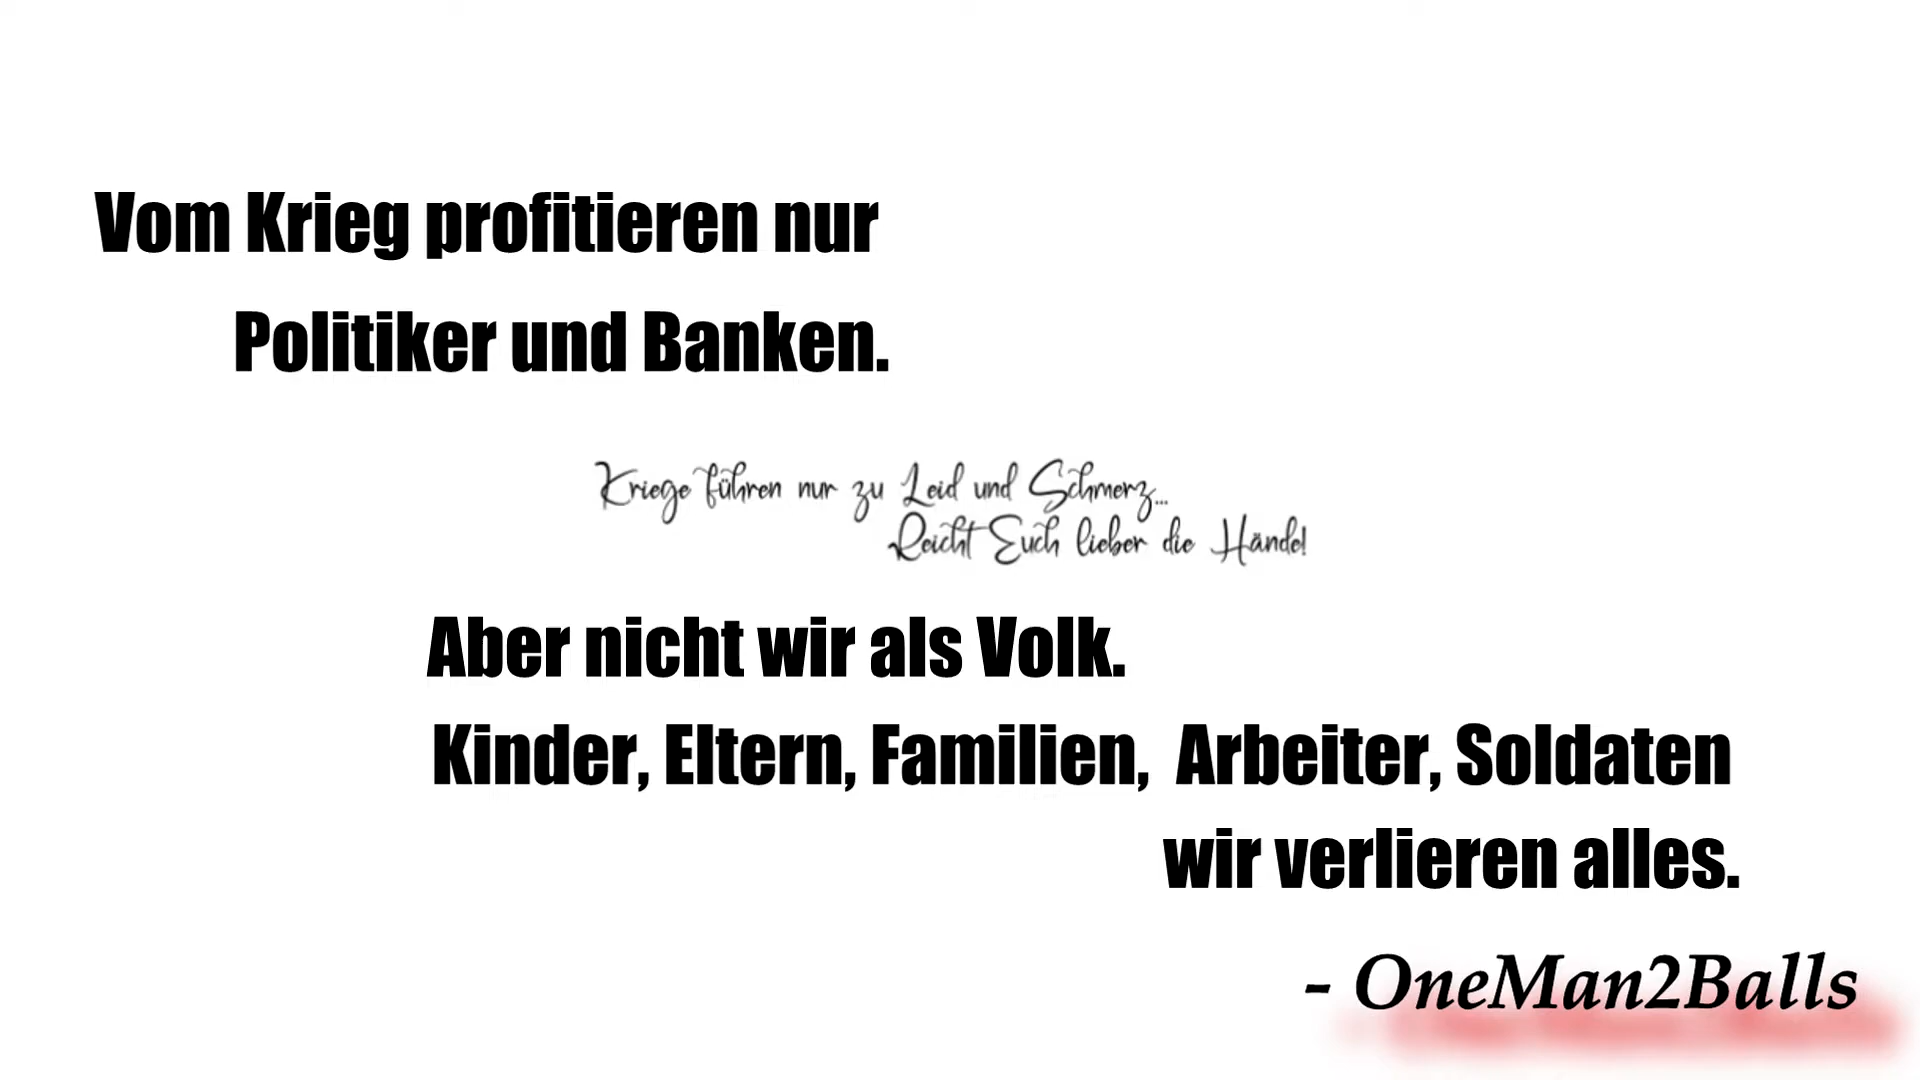 Vom Krieg profitieren nur
Politiker und Banken.
Kriege führen nur zu Leid und Schmerz...
Reicht Euch lieber die Hände!
Aber nicht wir als Volk.
Kinder, Eltern, Familien, Arbeiter, Soldaten
wir verlieren alles.
- OneMan2Balls